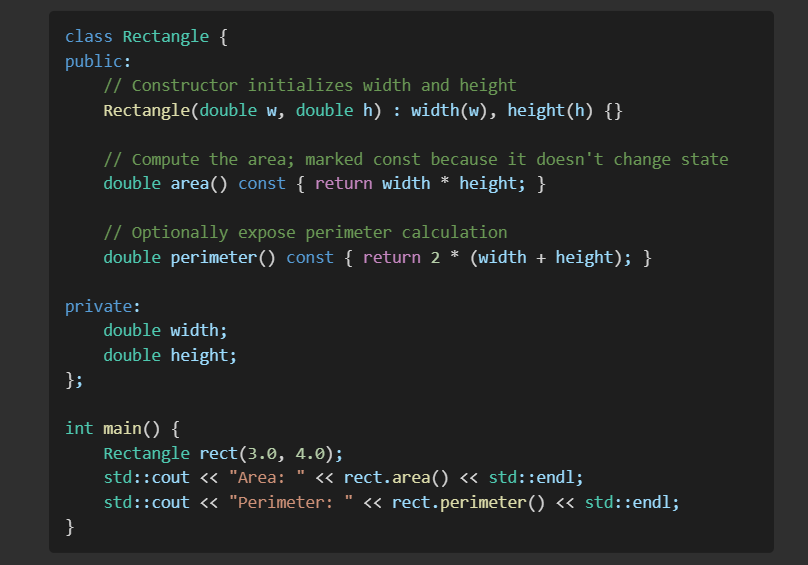 class Rectangle {
public:
    // Constructor initializes width and height
    Rectangle(double w, double h) : width(w), height(h) {}

    // Compute the area; marked const because it doesn't change state
    double area() const { return width * height; }

    // Optionally expose perimeter calculation
    double perimeter() const { return 2 * (width + height); }

private:
    double width;
    double height;
};

int main() {
    Rectangle rect(3.0, 4.0);
    std::cout << "Area: " << rect.area() << std::endl;
    std::cout << "Perimeter: " << rect.perimeter() << std::endl;
}